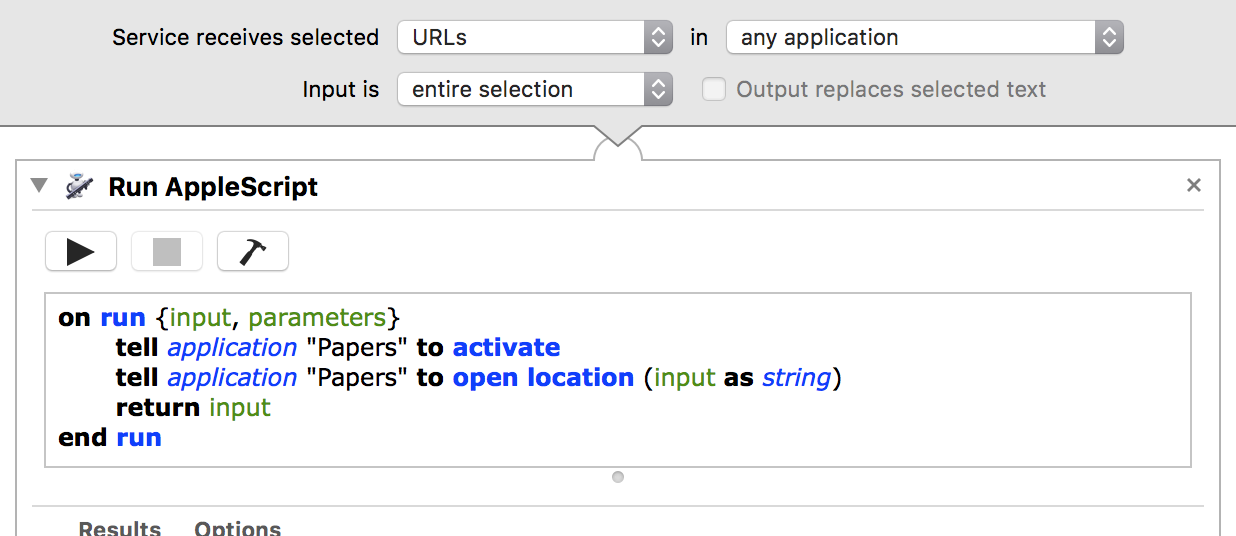 Service receives selected URLs in any application
Input is entire selection Output replaces selected text
Run AppleScript
on run {input, parameters}
tell application "Papers" to activate
tell application "Papers" to open location (input as string)
return input
end run
Results Options